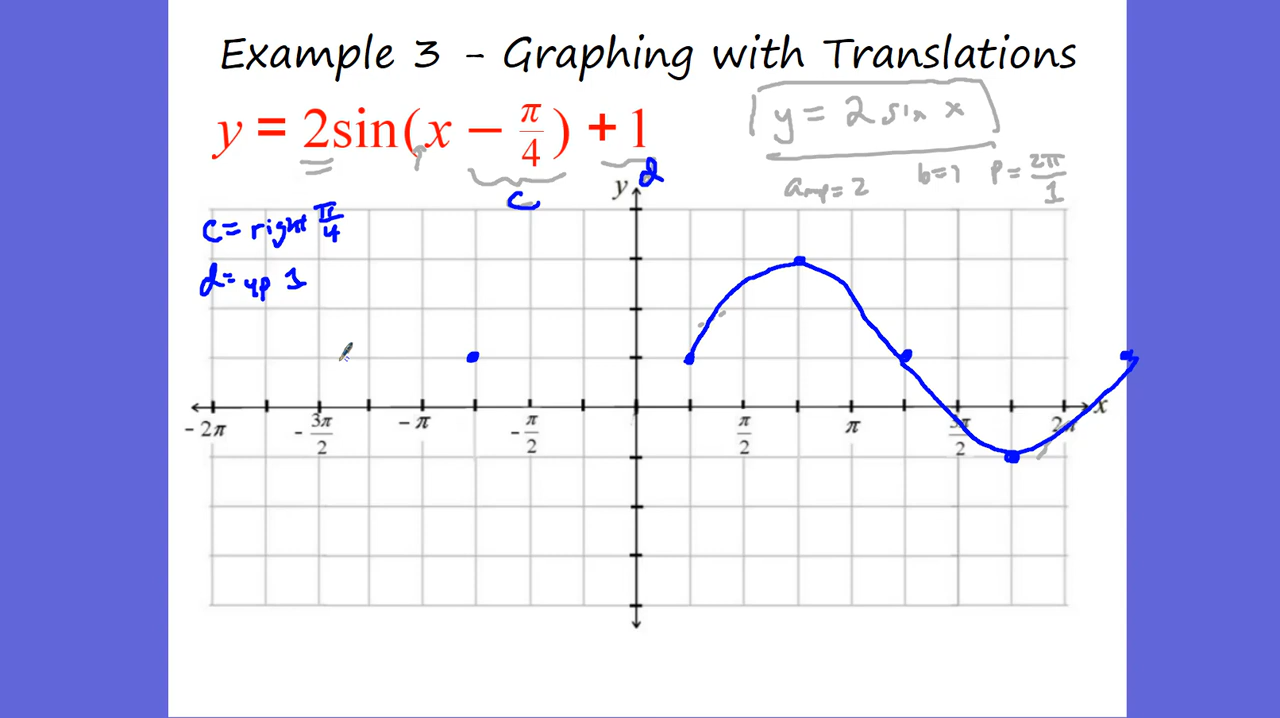 Example 3 - Graphing with Translations
y = 2sin(x − π/4) + 1
y = 2 sin x
amp = 2
b=1
P = 2π/1
c
d
y
c = right π/4
d = up 1
x
-2π
-3π/2
-π
-π/2
π/2
π
3π/2
2π